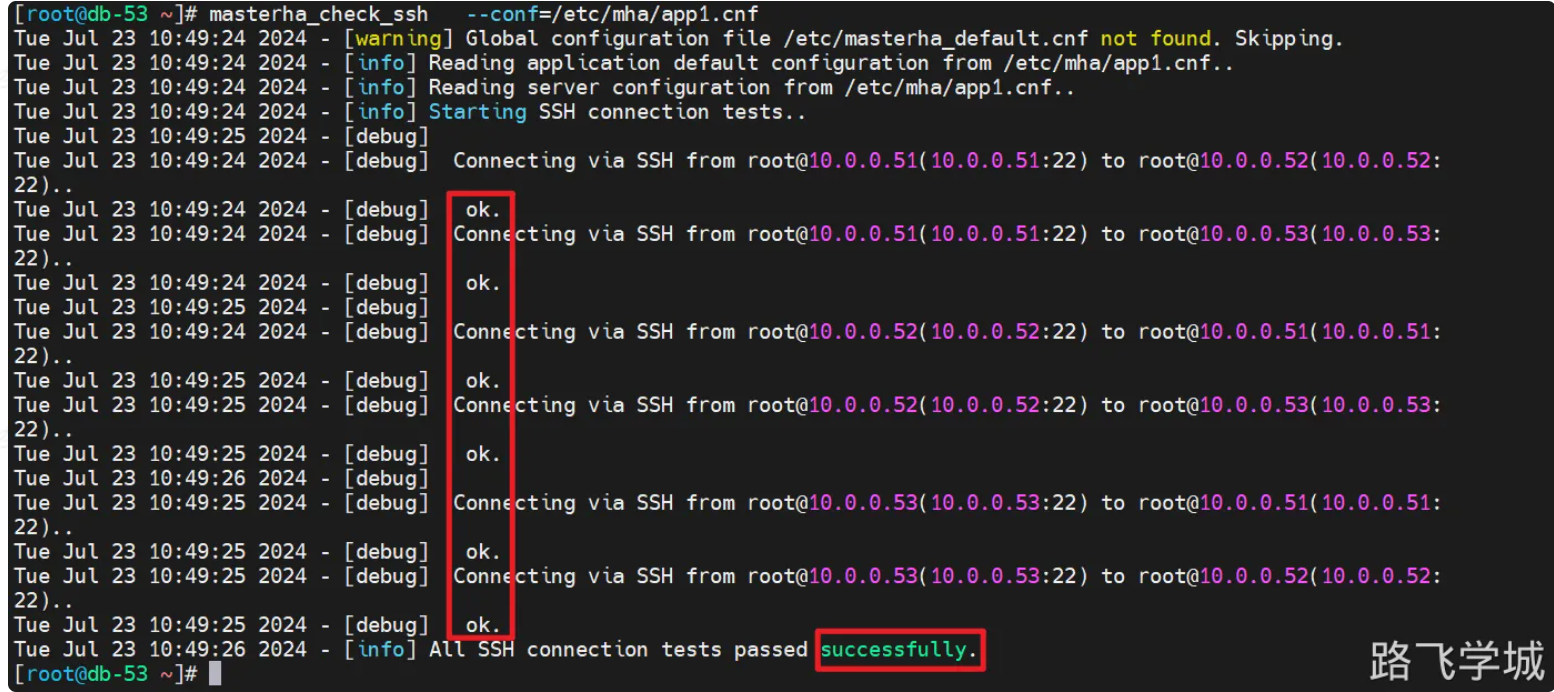 [root@db-53 ~]# masterha_check_ssh   --conf=/etc/mha/app1.cnf
Tue Jul 23 10:49:24 2024 - [warning] Global configuration file /etc/masterha_default.cnf not found. Skipping.
Tue Jul 23 10:49:24 2024 - [info] Reading application default configuration from /etc/mha/app1.cnf..
Tue Jul 23 10:49:24 2024 - [info] Reading server configuration from /etc/mha/app1.cnf..
Tue Jul 23 10:49:24 2024 - [info] Starting SSH connection tests..
Tue Jul 23 10:49:25 2024 - [debug]
Tue Jul 23 10:49:24 2024 - [debug]  Connecting via SSH from root@10.0.0.51(10.0.0.51:22) to root@10.0.0.52(10.0.0.52:
22)..
Tue Jul 23 10:49:24 2024 - [debug]   ok.
Tue Jul 23 10:49:24 2024 - [debug]  Connecting via SSH from root@10.0.0.51(10.0.0.51:22) to root@10.0.0.53(10.0.0.53:
22)..
Tue Jul 23 10:49:24 2024 - [debug]   ok.
Tue Jul 23 10:49:25 2024 - [debug]
Tue Jul 23 10:49:24 2024 - [debug]  Connecting via SSH from root@10.0.0.52(10.0.0.52:22) to root@10.0.0.51(10.0.0.51:
22)..
Tue Jul 23 10:49:25 2024 - [debug]   ok.
Tue Jul 23 10:49:25 2024 - [debug]  Connecting via SSH from root@10.0.0.52(10.0.0.52:22) to root@10.0.0.53(10.0.0.53:
22)..
Tue Jul 23 10:49:25 2024 - [debug]   ok.
Tue Jul 23 10:49:26 2024 - [debug]
Tue Jul 23 10:49:25 2024 - [debug]  Connecting via SSH from root@10.0.0.53(10.0.0.53:22) to root@10.0.0.51(10.0.0.51:
22)..
Tue Jul 23 10:49:25 2024 - [debug]   ok.
Tue Jul 23 10:49:25 2024 - [debug]  Connecting via SSH from root@10.0.0.53(10.0.0.53:22) to root@10.0.0.52(10.0.0.52:
22)..
Tue Jul 23 10:49:25 2024 - [debug]   ok.
Tue Jul 23 10:49:26 2024 - [info] All SSH connection tests passed successfully.
[root@db-53 ~]#
路飞学城